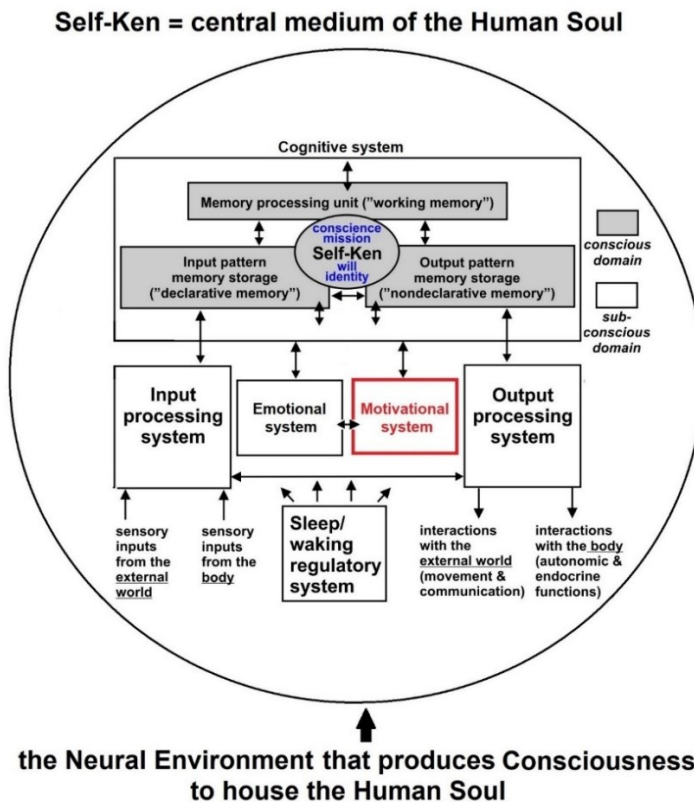 Self-Ken = central medium of the Human Soul
Cognitive system
Memory processing unit ("working memory")
conscience
mission
Self-Ken
will
identity
Input pattern
memory storage
("declarative memory")
Output pattern
memory storage
("nondeclarative memory")
conscious
domain
sub-
conscious
domain
Input
processing
system
Emotional
system
Motivational
system
Output
processing
system
sensory
inputs
from the
external
world
sensory
inputs
from the
body
Sleep/
waking
regulatory
system
interactions
with the
external world
(movement &
communication)
interactions
with the body
(autonomic &
endocrine
functions)
the Neural Environment that produces Consciousness
to house the Human Soul